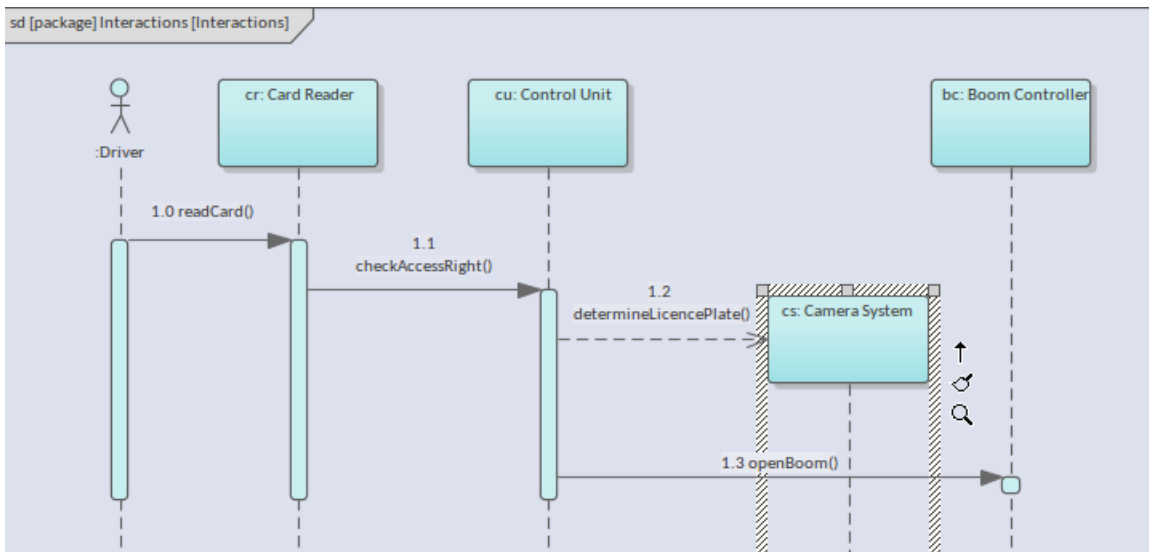 sd [package] Interactions [Interactions]
cr: Card Reader
cu: Control Unit
bc: Boom Controller
:Driver
1.0 readCard()
1.1
checkAccessRight()
1.2
determineLicencePlate()
cs: Camera System
1.3 openBoom()